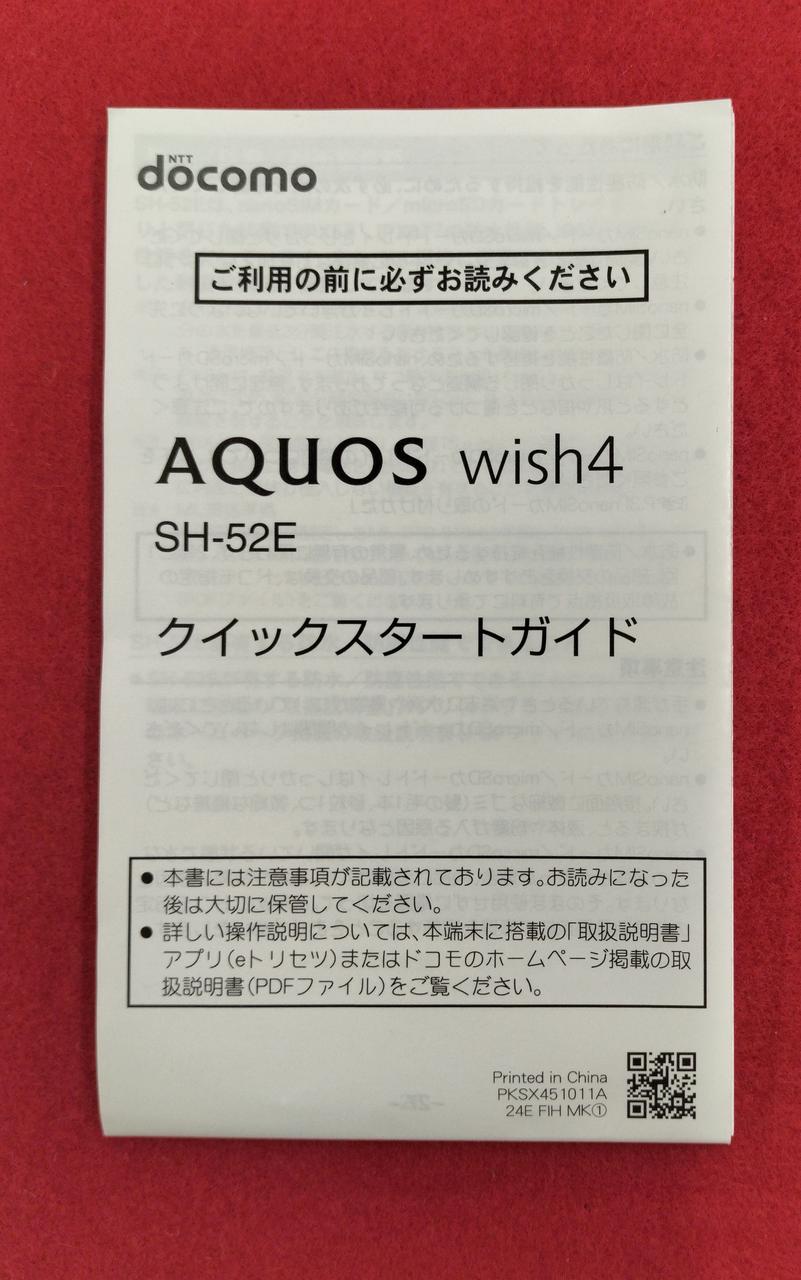 NTT
docomo
ご利用の前に必ずお読みください
AQUOS wish4
SH-52E
クイックスタートガイド
● 本書には注意事項が記載されております。お読みになった
後は大切に保管してください。
● 詳しい操作説明については、本端末に搭載の「取扱説明書」
アプリ(eトリセツ)またはドコモのホームページ掲載の取
扱説明書(PDFファイル)をご覧ください。
Printed in China
PKSX451011A
24E FIH MK①